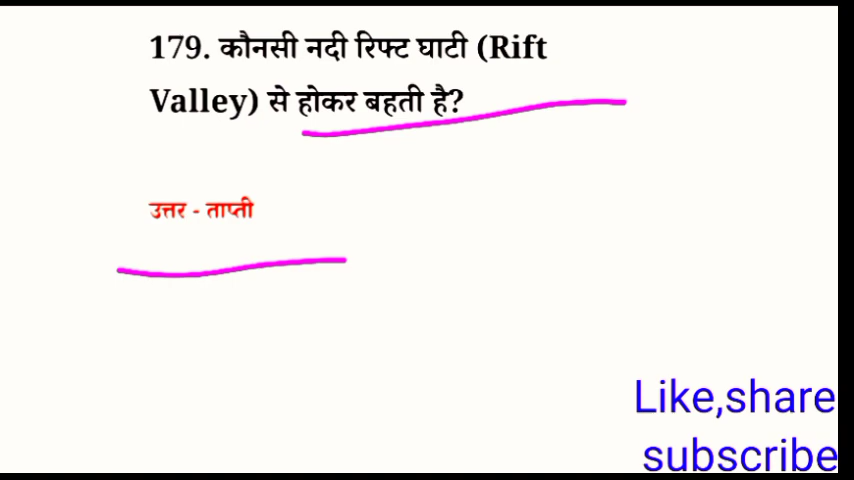 179. कौनसी नदी रिफ्ट घाटी (Rift
Valley) से होकर बहती है?
उत्तर - ताप्ती
Like,share
subscribe